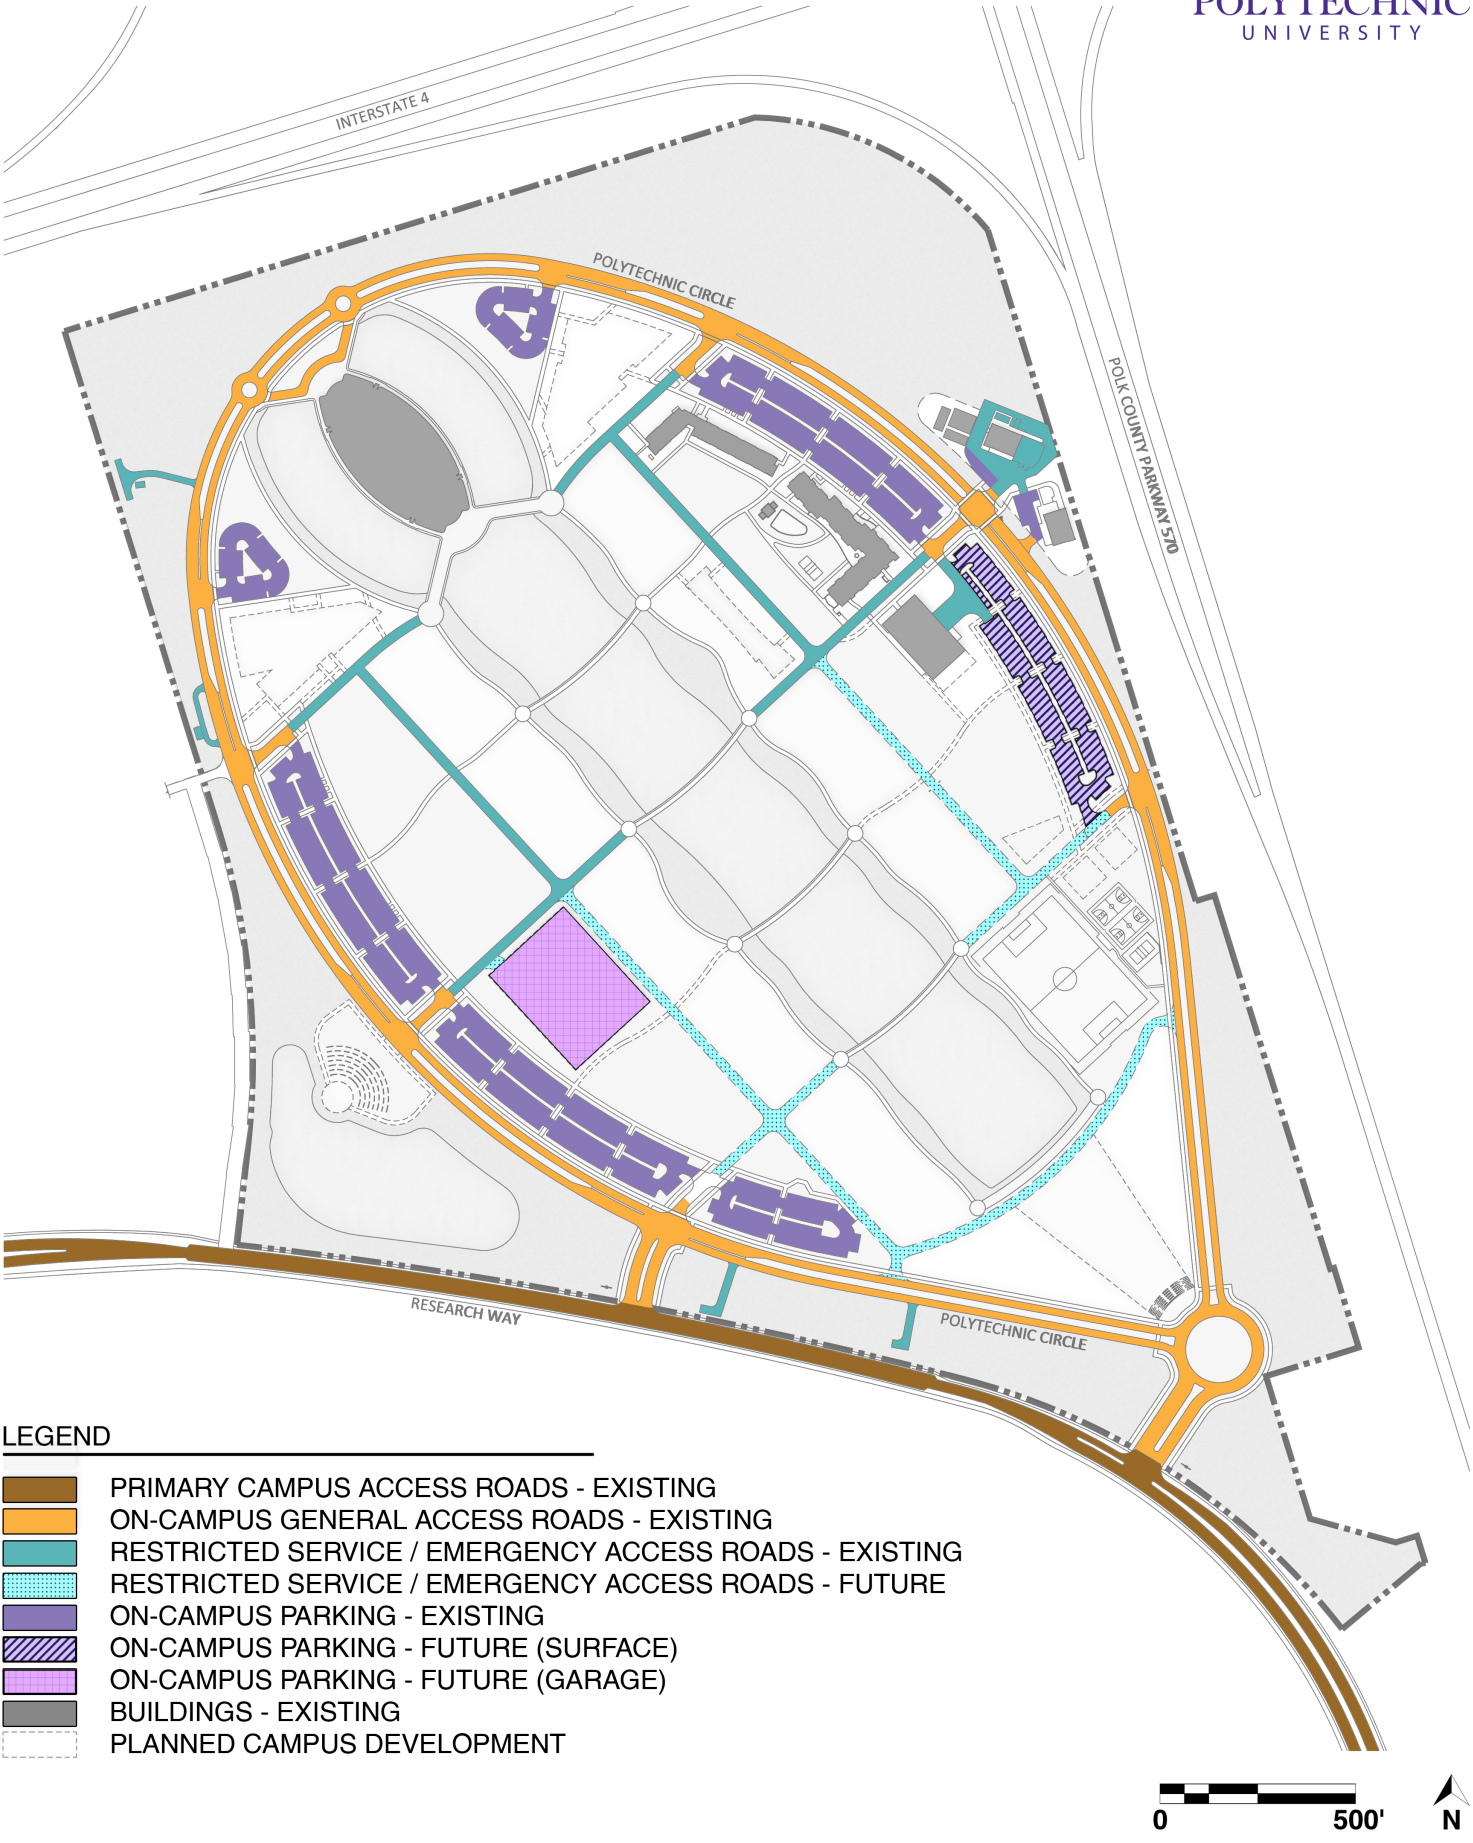 POLYTECHNIC
UNIVERSITY
INTERSTATE 4
POLYTECHNIC CIRCLE
POLK COUNTY PARKWAY 570
RESEARCH WAY
POLYTECHNIC CIRCLE
LEGEND
PRIMARY CAMPUS ACCESS ROADS - EXISTING
ON-CAMPUS GENERAL ACCESS ROADS - EXISTING
RESTRICTED SERVICE / EMERGENCY ACCESS ROADS - EXISTING
RESTRICTED SERVICE / EMERGENCY ACCESS ROADS - FUTURE
ON-CAMPUS PARKING - EXISTING
ON-CAMPUS PARKING - FUTURE (SURFACE)
ON-CAMPUS PARKING - FUTURE (GARAGE)
BUILDINGS - EXISTING
PLANNED CAMPUS DEVELOPMENT
0 500' N